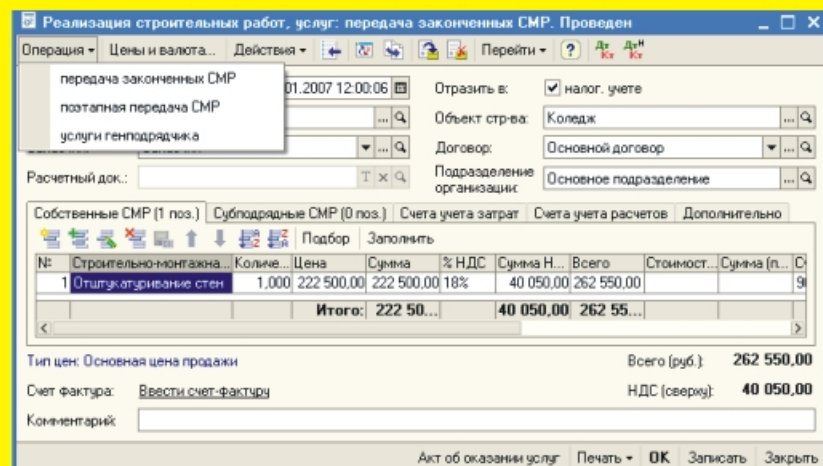 Реализация строительных работ, услуг: передача законченных СМР. Проведен
Операция Цены и валюта... Действия Перейти
передача законченных СМР
поэтапная передача СМР
услуги генподрядчика
01.2007 12:00:06 Отразить в: налог. учете
Объект стр-ва: Коледж
Договор: Основной договор
Расчетный док.: Подразделение организации: Основное подразделение
Собственные СМР (1 поз.) Субподрядные СМР (0 поз.) Счета учета затрат Счета учета расчетов Дополнительно
Подбор Заполнить
№ Строительно-монтажна... Количе... Цена Сумма % НДС Сумма Н... Всего Стоимост... Сумма (п...
1 Отштукатуривание стен 1,000 222 500,00 222 500,00 18% 40 050,00 262 550,00
Итого: 222 50... 40 050,00 262 55...
Тип цен: Основная цена продажи Всего (руб.): 262 550,00
Счет фактура: Ввести счет-фактуру НДС (сверху): 40 050,00
Комментарий:
Акт об оказании услуг Печать OK Записать Закрыть